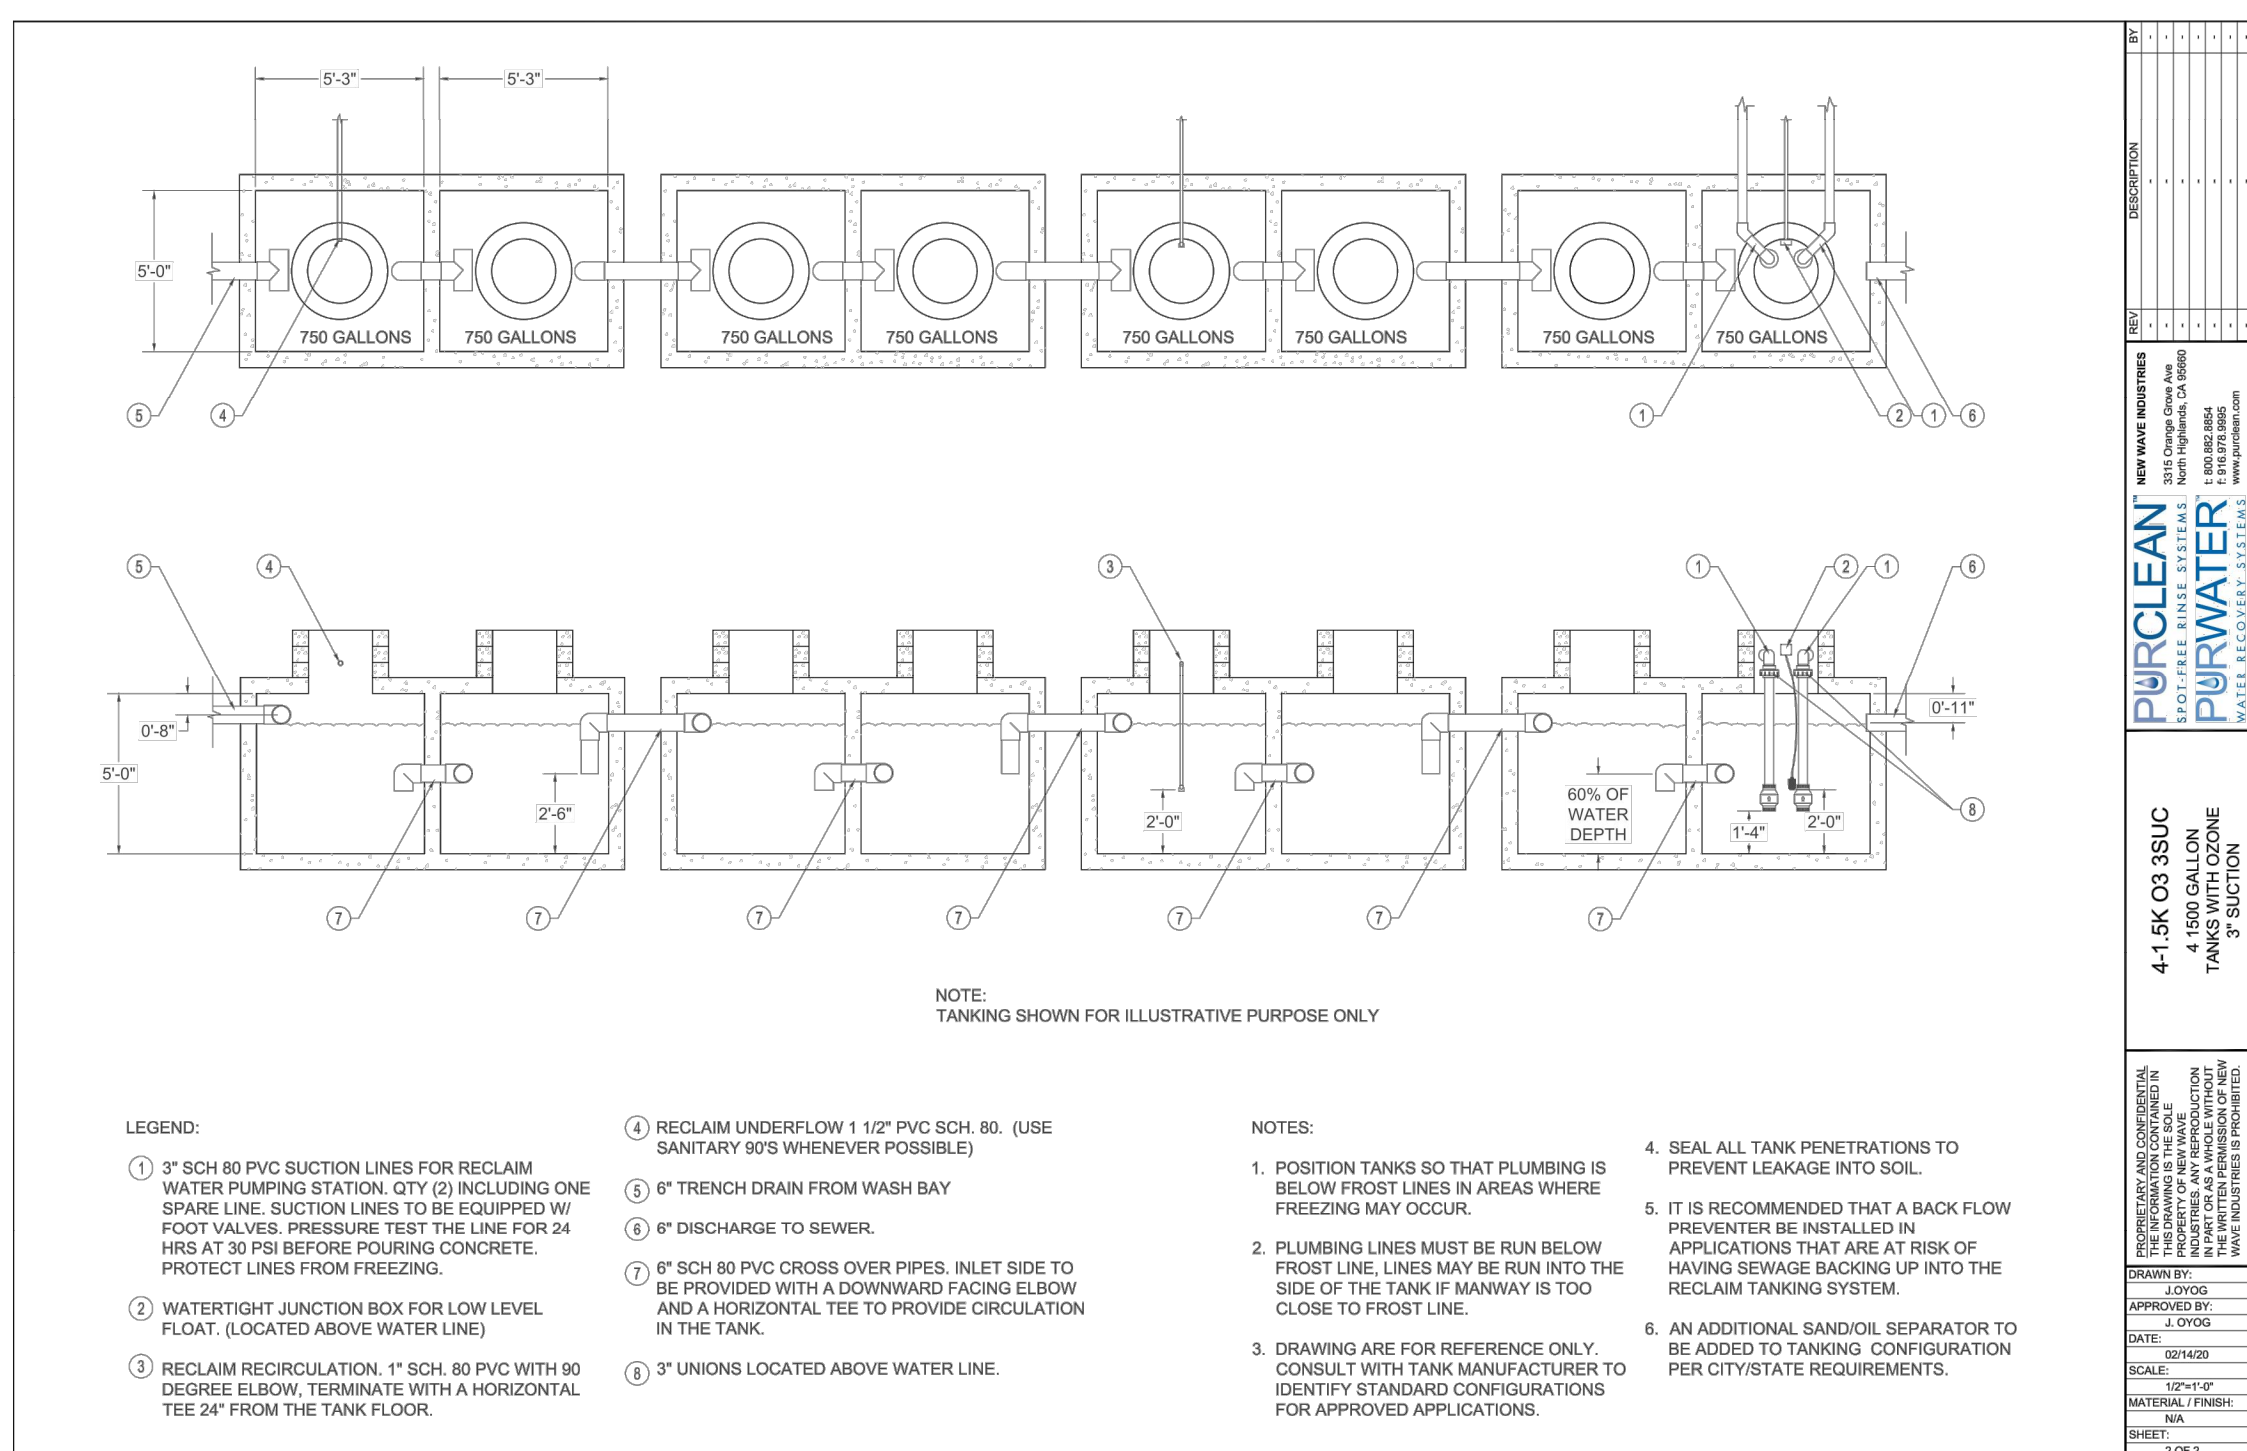 5'-3"
5'-3"
5'-0"
750 GALLONS
750 GALLONS
750 GALLONS
750 GALLONS
750 GALLONS
750 GALLONS
750 GALLONS
750 GALLONS
5
4
1
2
1
6
5
4
3
1
2
1
6
0'-8"
5'-0"
2'-6"
2'-0"
60% OF
WATER
DEPTH
1'-4"
2'-0"
0'-11"
8
7
7
7
7
7
7
7
NOTE:
TANKING SHOWN FOR ILLUSTRATIVE PURPOSE ONLY
LEGEND:
1 3" SCH 80 PVC SUCTION LINES FOR RECLAIM
WATER PUMPING STATION. QTY (2) INCLUDING ONE
SPARE LINE. SUCTION LINES TO BE EQUIPPED W/
FOOT VALVES. PRESSURE TEST THE LINE FOR 24
HRS AT 30 PSI BEFORE POURING CONCRETE.
PROTECT LINES FROM FREEZING.
2 WATERTIGHT JUNCTION BOX FOR LOW LEVEL
FLOAT. (LOCATED ABOVE WATER LINE)
3 RECLAIM RECIRCULATION. 1" SCH. 80 PVC WITH 90
DEGREE ELBOW, TERMINATE WITH A HORIZONTAL
TEE 24" FROM THE TANK FLOOR.
4 RECLAIM UNDERFLOW 1 1/2" PVC SCH. 80. (USE
SANITARY 90'S WHENEVER POSSIBLE)
5 6" TRENCH DRAIN FROM WASH BAY
6 6" DISCHARGE TO SEWER.
7 6" SCH 80 PVC CROSS OVER PIPES. INLET SIDE TO
BE PROVIDED WITH A DOWNWARD FACING ELBOW
AND A HORIZONTAL TEE TO PROVIDE CIRCULATION
IN THE TANK.
8 3" UNIONS LOCATED ABOVE WATER LINE.
NOTES:
1. POSITION TANKS SO THAT PLUMBING IS
BELOW FROST LINES IN AREAS WHERE
FREEZING MAY OCCUR.
2. PLUMBING LINES MUST BE RUN BELOW
FROST LINE, LINES MAY BE RUN INTO THE
SIDE OF THE TANK IF MANWAY IS TOO
CLOSE TO FROST LINE.
3. DRAWING ARE FOR REFERENCE ONLY.
CONSULT WITH TANK MANUFACTURER TO
IDENTIFY STANDARD CONFIGURATIONS
FOR APPROVED APPLICATIONS.
4. SEAL ALL TANK PENETRATIONS TO
PREVENT LEAKAGE INTO SOIL.
5. IT IS RECOMMENDED THAT A BACK FLOW
PREVENTER BE INSTALLED IN
APPLICATIONS THAT ARE AT RISK OF
HAVING SEWAGE BACKING UP INTO THE
RECLAIM TANKING SYSTEM.
6. AN ADDITIONAL SAND/OIL SEPARATOR TO
BE ADDED TO TANKING CONFIGURATION
PER CITY/STATE REQUIREMENTS.
REV DESCRIPTION BY
- - -
- - -
- - -
- - -
- - -
- - -
- - -
NEW WAVE INDUSTRIES
3315 Orange Grove Ave
North Highlands, CA 95660
t: 800.882.8854
f: 916.978.9995
www.purclean.com
PURCLEAN™
SPOT-FREE RINSE SYSTEMS
PURWATER™
WATER RECOVERY SYSTEMS
4-1.5K O3 3SUC
4 1500 GALLON
TANKS WITH OZONE
3" SUCTION
PROPRIETARY AND CONFIDENTIAL
THE INFORMATION CONTAINED IN
THIS DRAWING IS THE SOLE
PROPERTY OF NEW WAVE
INDUSTRIES. ANY REPRODUCTION
IN PART OR AS A WHOLE WITHOUT
THE WRITTEN PERMISSION OF NEW
WAVE INDUSTRIES IS PROHIBITED.
DRAWN BY:
J.OYOG
APPROVED BY:
J. OYOG
DATE:
02/14/20
SCALE:
1/2"=1'-0"
MATERIAL / FINISH:
N/A
SHEET:
2 OF 2